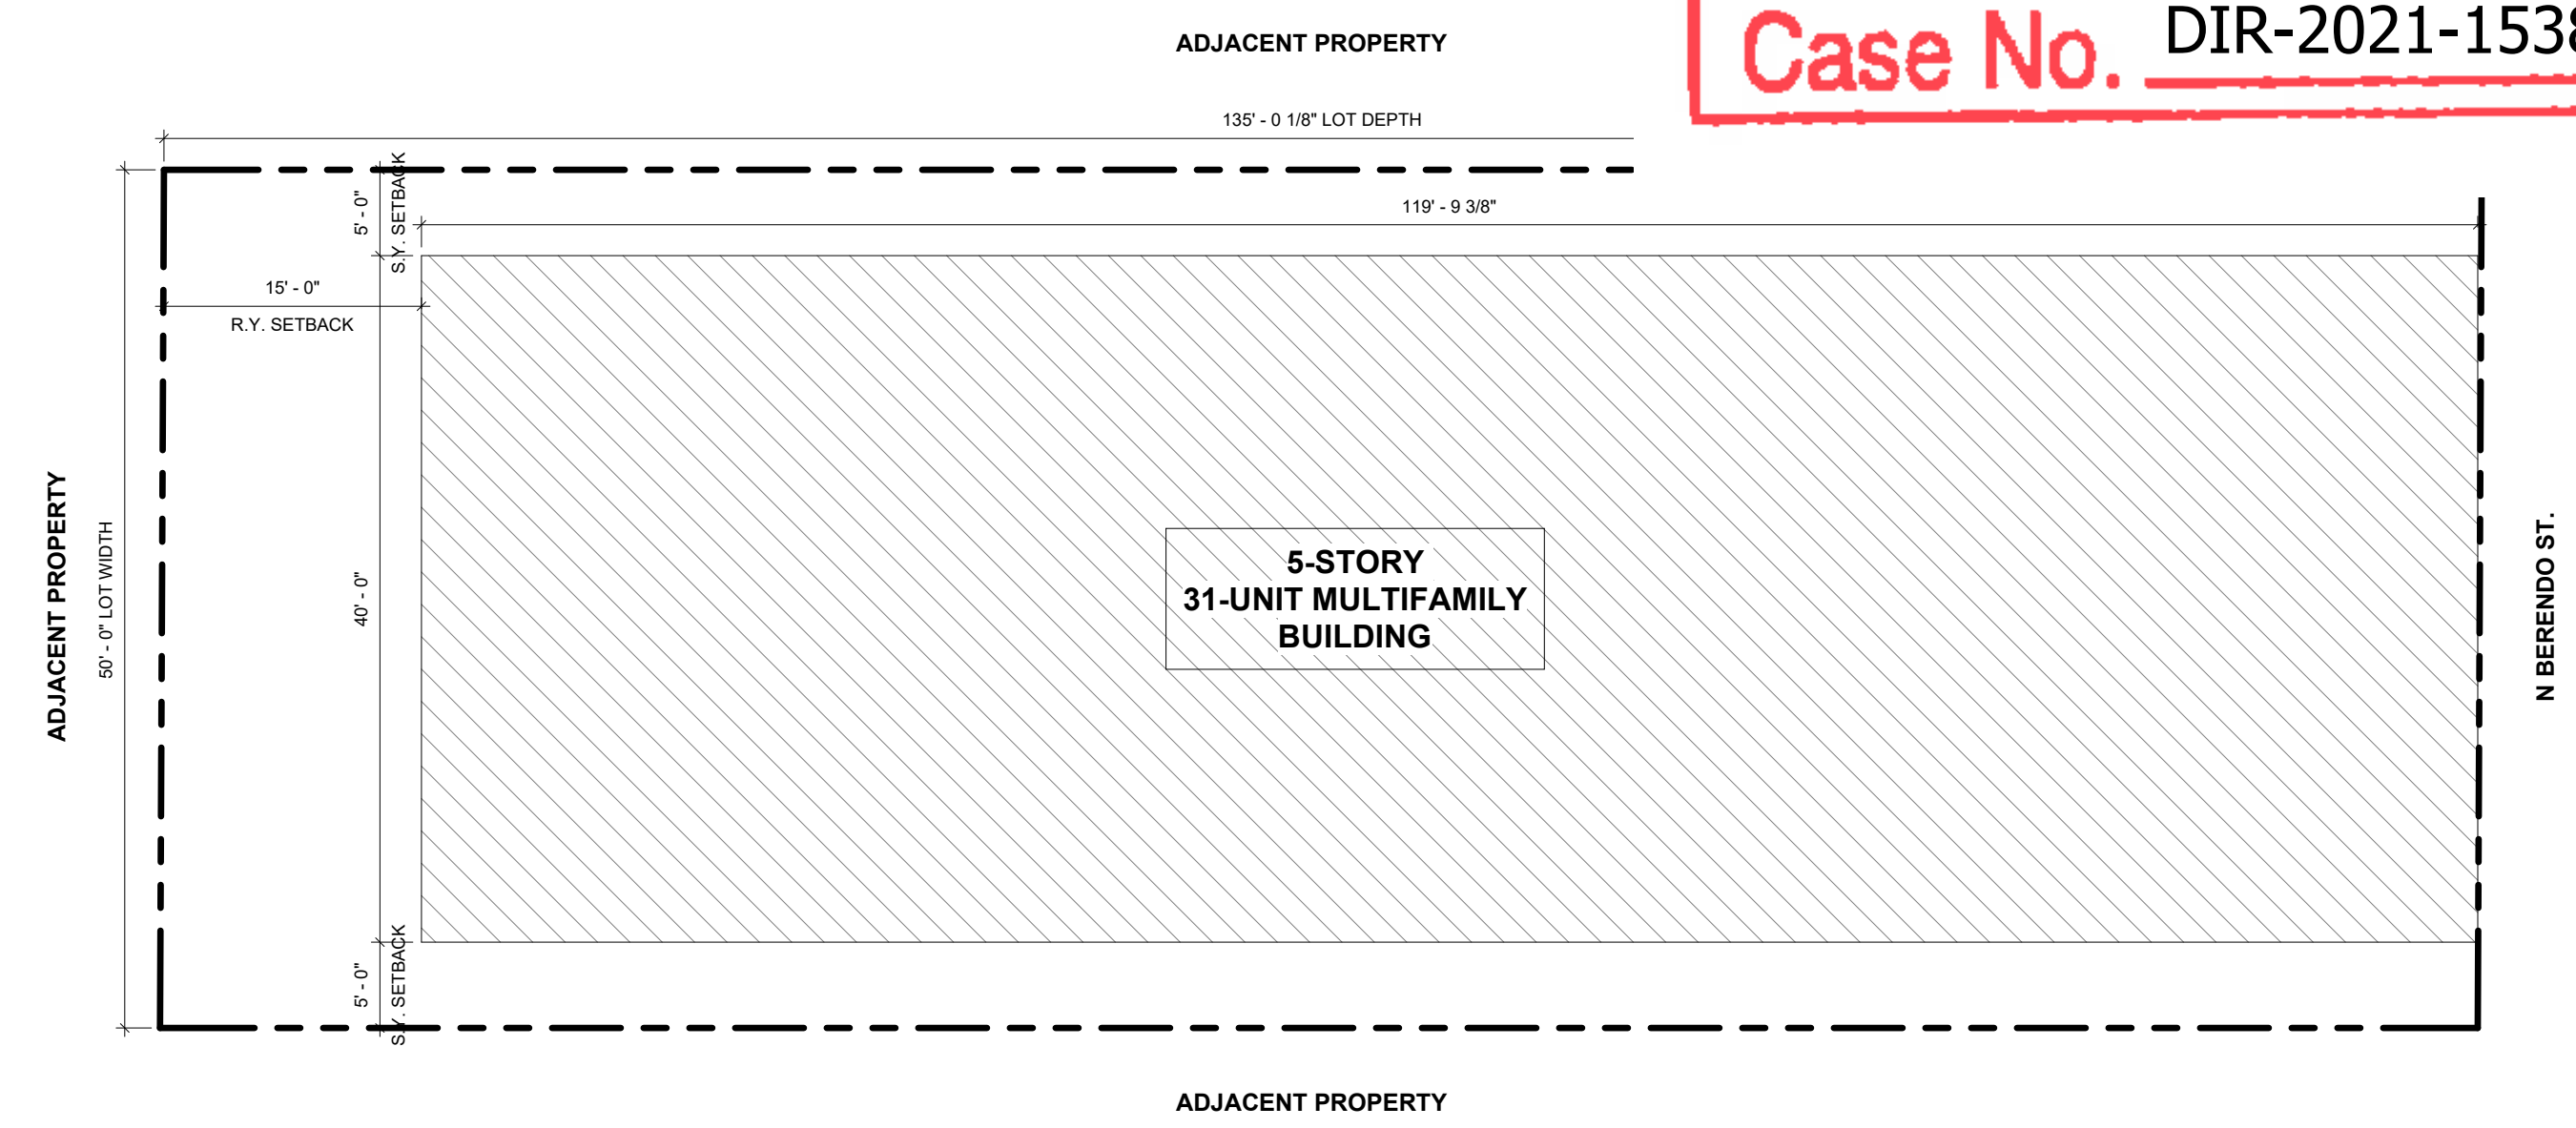 ADJACENT PROPERTY
Case No. DIR-2021-1538
135' - 0 1/8" LOT DEPTH
5' - 0"
S.Y. SETBACK
119' - 9 3/8"
15' - 0"
R.Y. SETBACK
ADJACENT PROPERTY
50' - 0" LOT WIDTH
40' - 0"
5-STORY
31-UNIT MULTIFAMILY
BUILDING
N BERENDO ST.
5' - 0"
S.Y. SETBACK
ADJACENT PROPERTY